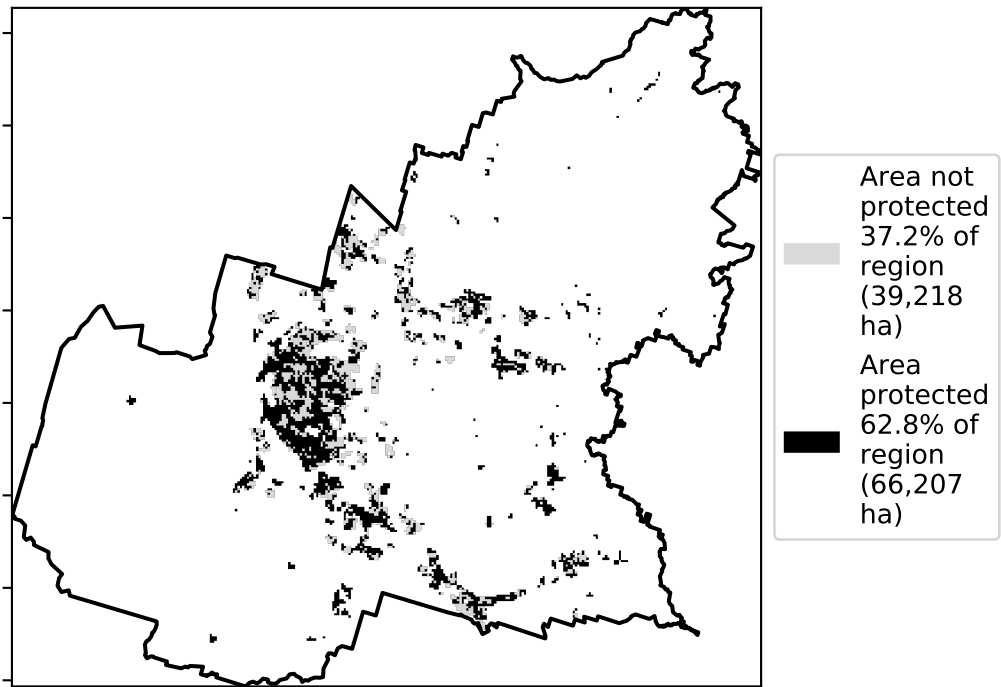 Area not
protected
37.2% of
region
(39,218
ha)
Area
protected
62.8% of
region
(66,207
ha)